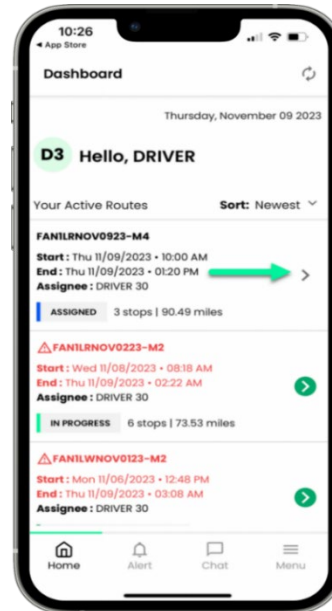 10:26
◂ App Store
Dashboard
Thursday, November 09 2023
D3 Hello, DRIVER
Your Active Routes Sort: Newest
FAN1LRNOV0923-M4
Start : Thu 11/09/2023 • 10:00 AM
End : Thu 11/09/2023 • 01:20 PM
Assignee : DRIVER 30
ASSIGNED 3 stops | 90.49 miles
FAN1LRNOV0223-M2
Start : Wed 11/08/2023 • 08:18 AM
End : Thu 11/09/2023 • 02:22 AM
Assignee : DRIVER 30
IN PROGRESS 6 stops | 73.53 miles
FAN1LWNOV0123-M2
Start : Mon 11/06/2023 • 12:48 PM
End : Thu 11/09/2023 • 03:08 AM
Assignee : DRIVER 30
Home Alert Chat Menu